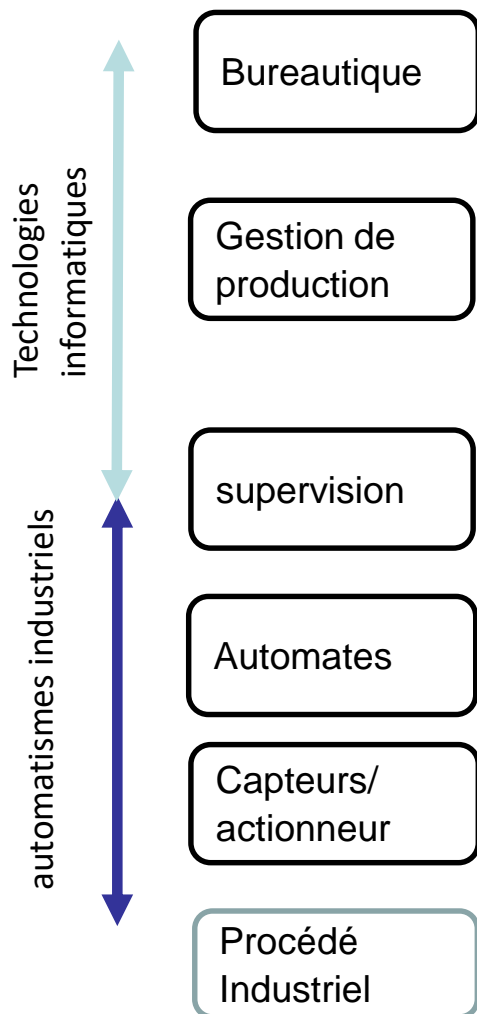 Bureautique
Technologies
informatiques
Gestion de
production
supervision
automatismes industriels
Automates
Capteurs/
actionneur
Procédé
Industriel